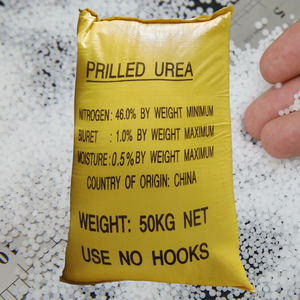 PRILLED UREA
NITROGEN: 46.0% BY WEIGHT MINIMUM
BIURET : 1.0% BY WEIGHT MAXIMUM
MOISTURE: 0.5% BY WEIGHT MAXIMUM
COUNTRY OF ORIGIN: CHINA
WEIGHT: 50KG NET
USE NO HOOKS